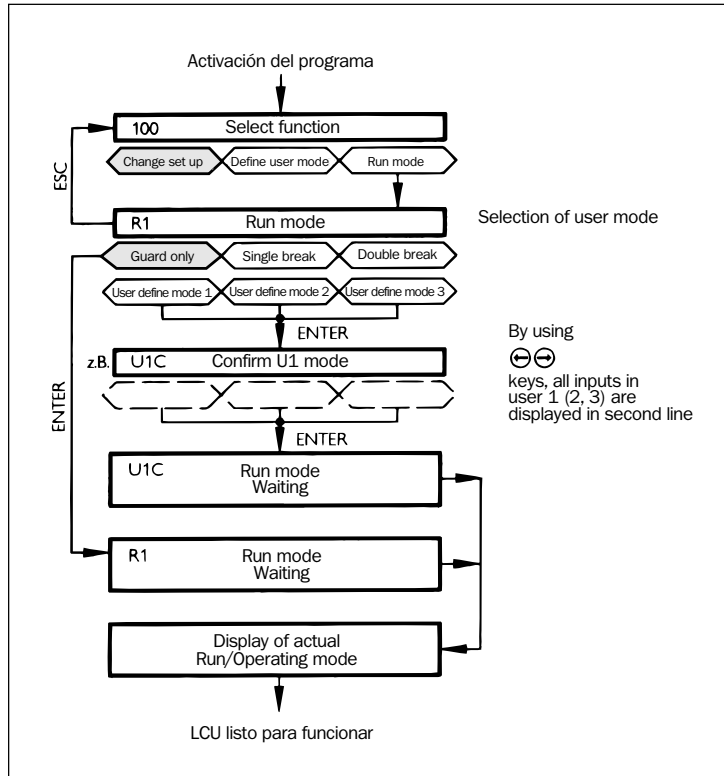 Activación del programa
100 Select function
Change set up Define user mode Run mode
ESC
R1 Run mode
Selection of user mode
Guard only Single break Double break
User define mode 1 User define mode 2 User define mode 3
ENTER
z.B. U1C Confirm U1 mode
By using
keys, all inputs in
user 1 (2, 3) are
displayed in second line
ENTER
ENTER
U1C Run mode
Waiting
R1 Run mode
Waiting
Display of actual
Run/Operating mode
LCU listo para funcionar